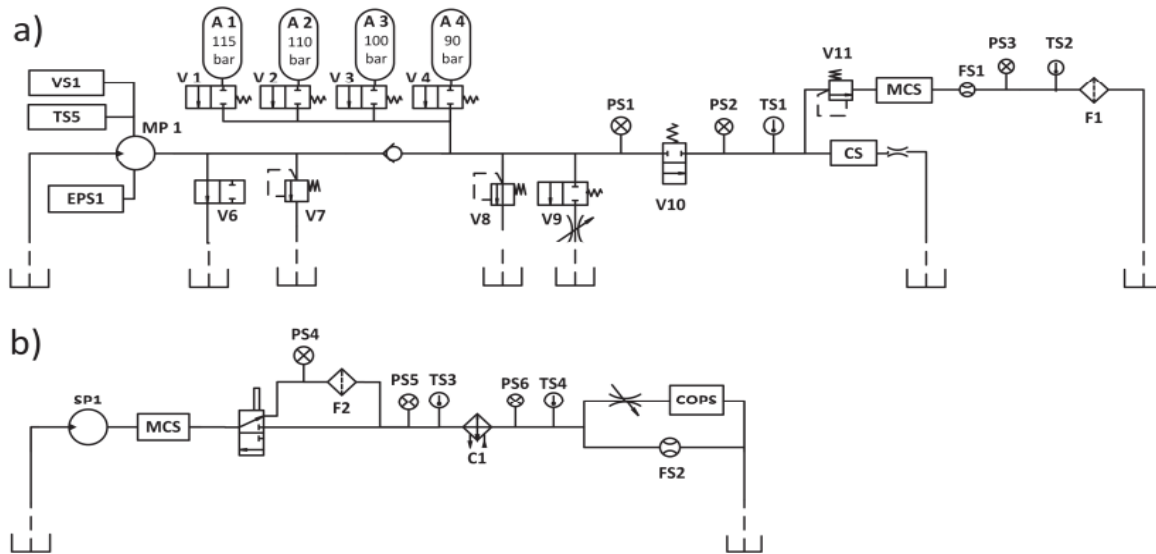 a)
A 1
115
bar
A 2
110
bar
A 3
100
bar
A 4
90
bar
V 1
V 2
V 3
V 4
VS1
TS5
MP 1
EPS1
V6
V7
V8
V9
PS1
V10
PS2
TS1
V11
MCS
FS1
PS3
TS2
F1
CS
b)
SP1
MCS
PS4
F2
PS5
TS3
C1
PS6
TS4
COPS
FS2